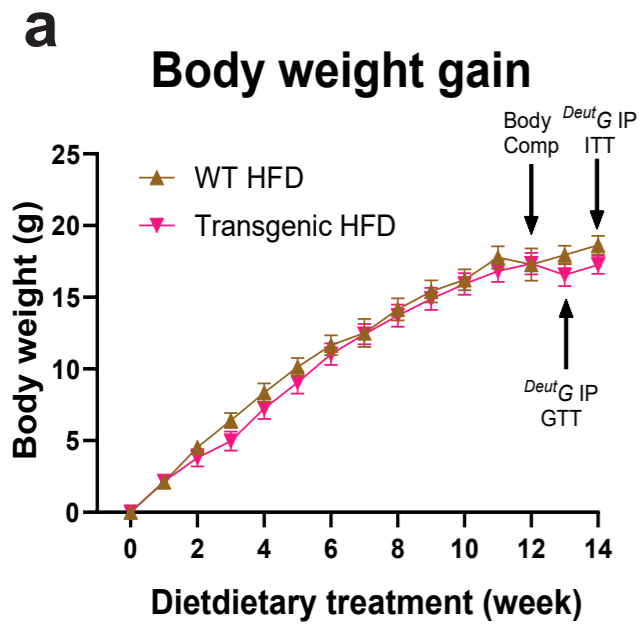 a
Body weight gain
Body Comp
DeutG IP
ITT
WT HFD
Transgenic HFD
Body weight (g)
25
20
15
10
5
0
DeutG IP
GTT
0 2 4 6 8 10 12 14
Dietdietary treatment (week)